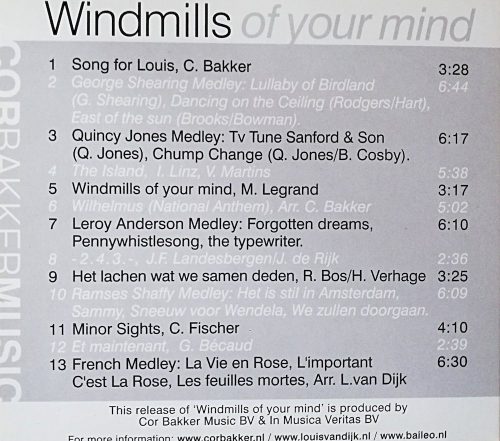 Windmills of your mind
CORBAKKERMUSIC
1 Song for Louis, C. Bakker 3:28
2 George Shearing Medley: Lullaby of Birdland 6:44
(G. Shearing), Dancing on the Ceiling (Rodgers/Hart),
East of the sun (Brooks/Bowman).
3 Quincy Jones Medley: Tv Tune Sanford & Son 6:17
(Q. Jones), Chump Change (Q. Jones/B. Cosby).
4 The Island, I. Linz, V. Martins 5:38
5 Windmills of your mind, M. Legrand 3:17
6 Wilhelmus (National Anthem), Arr. C. Bakker 5:02
7 Leroy Anderson Medley: Forgotten dreams, 6:10
Pennywhistlesong, the typewriter.
8 - 2.4.3.-, J.F. Landesbergen/J. de Rijk 2:36
9 Het lachen wat we samen deden, R. Bos/H. Verhage 3:25
10 Ramses Shaffy Medley: Het is stil in Amsterdam, 6:09
Sammy, Sneeuw voor Wendela, We zullen doorgaan.
11 Minor Sights, C. Fischer 4:10
12 Et maintenant, G. Bécaud 2:39
13 French Medley: La Vie en Rose, L'important 6:30
C'est La Rose, Les feuilles mortes, Arr. L.van Dijk
This release of 'Windmills of your mind' is produced by
Cor Bakker Music BV & In Musica Veritas BV
For more information: www.corbakker.nl / www.louisvandijk.nl / www.baileo.nl